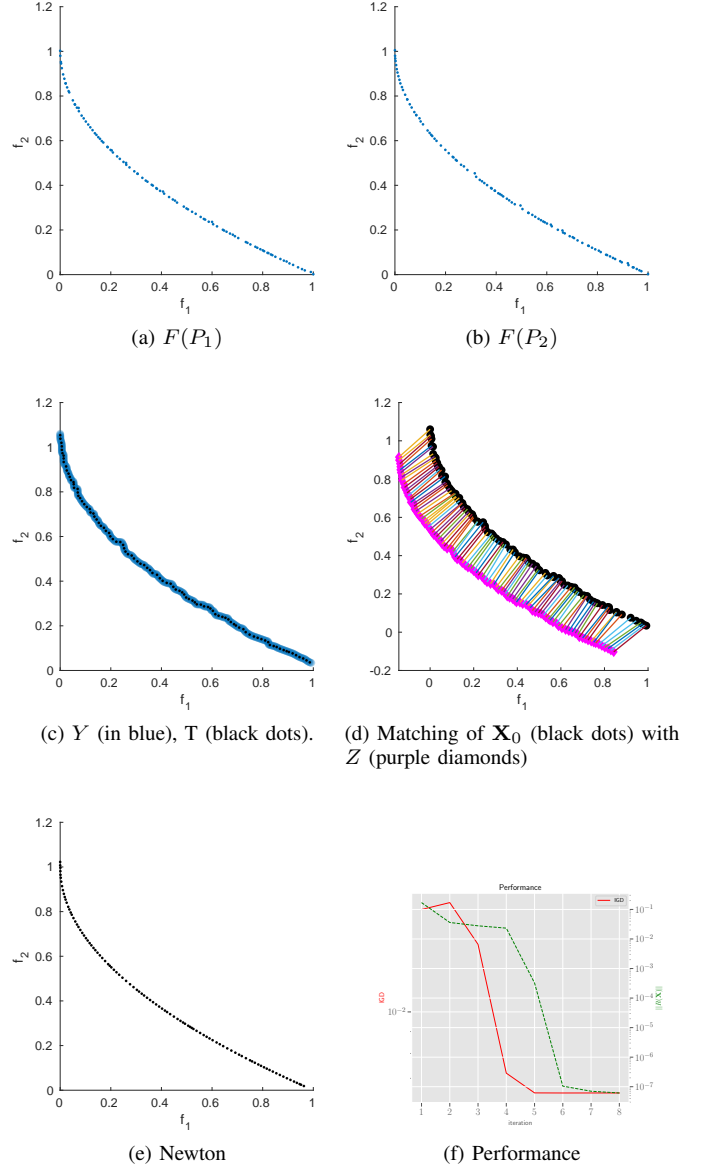 1.2
1
0.8
0.6
0.4
0.2
0
f2
0 0.2 0.4 0.6 0.8 1
f1
(a) F(P1)
1.2
1
0.8
0.6
0.4
0.2
0
f2
0 0.2 0.4 0.6 0.8 1
f1
(b) F(P2)
1.2
1
0.8
0.6
0.4
0.2
0
f2
0 0.2 0.4 0.6 0.8 1
f1
(c) Y (in blue), T (black dots).
1.2
1
0.8
0.6
0.4
0.2
0
-0.2
f2
0 0.2 0.4 0.6 0.8 1
f1
(d) Matching of X0 (black dots) with
Z (purple diamonds)
1.2
1
0.8
0.6
0.4
0.2
0
f2
0 0.2 0.4 0.6 0.8 1
f1
(e) Newton
Performance
IGD
IGD
10−2
10−1
10−2
10−3
10−4
10−5
10−6
10−7
||R(X)||
1 2 3 4 5 6 7 8
iteration
(f) Performance